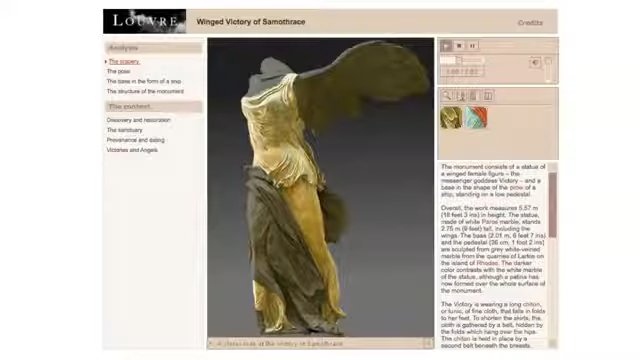 LOUVRE
Winged Victory of Samothrace
Credits
Analysis
The drapery
The pose
The base in the form of a ship
The structure of the monument
The context
Discovery and restoration
The sanctuary
Provenance and dating
Victories and Angels
A closer look at the Victory of Samothrace
The monument consists of a statue of
a winged female figure – the
messenger goddess Victory – and a
base in the shape of the prow of a
ship, standing on a low pedestal.
Overall, the work measures 5.57 m
(18 feet 3 ins) in height. The statue,
made of white Paros marble, stands
2.75 m (9 feet) tall, including the
wings. The base (2.01 m, 6 feet 7 ins)
and the pedestal (36 cm, 1 foot 2 ins)
are sculpted from grey white-veined
marble from the quarries of Lartos on
the island of Rhodes. The darker
color contrasts with the white marble
of the statue, although a patina has
now formed over the whole surface of
the monument.
The Victory is wearing a long chiton,
or tunic, of fine cloth, that falls in folds
to her feet. To shorten the skirts, the
cloth is gathered by a belt, hidden
by the folds which hang over the hips.
The chiton is held in place by a
second belt beneath the breasts.